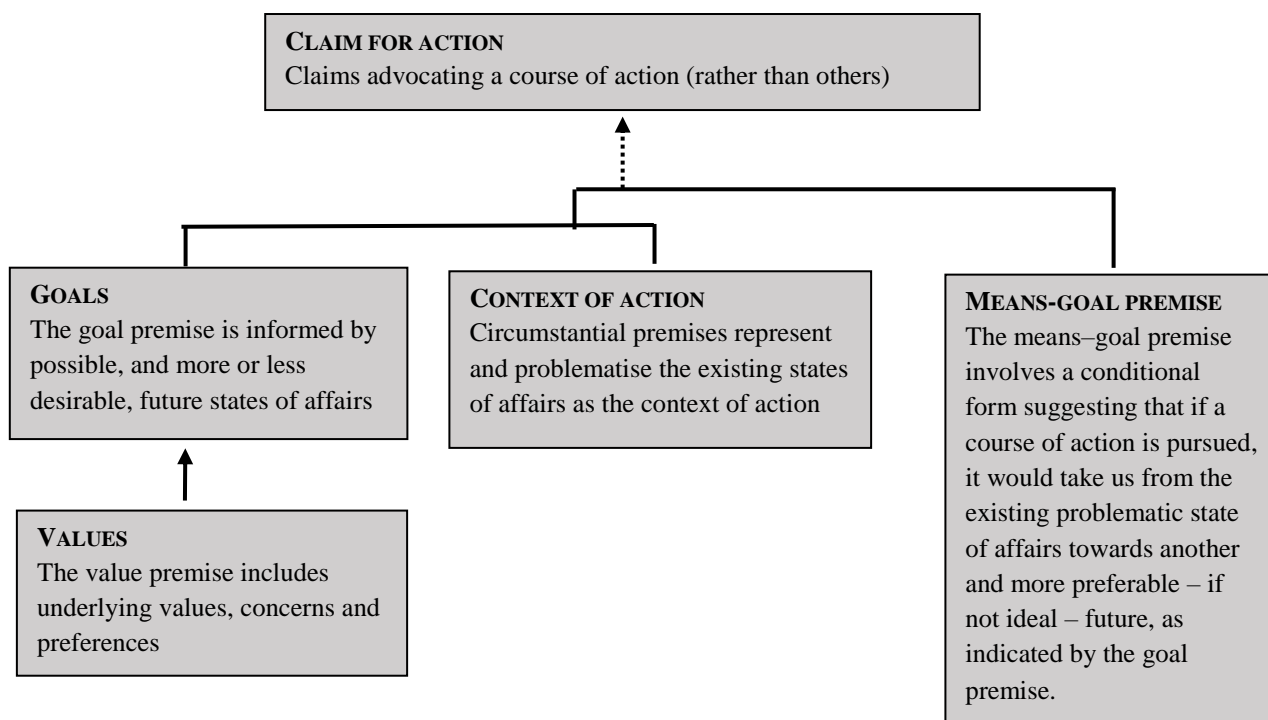 CLAIM FOR ACTION
Claims advocating a course of action (rather than others)
GOALS
The goal premise is informed by
possible, and more or less
desirable, future states of affairs
CONTEXT OF ACTION
Circumstantial premises represent
and problematise the existing states
of affairs as the context of action
MEANS-GOAL PREMISE
The means–goal premise
involves a conditional
form suggesting that if a
course of action is pursued,
it would take us from the
existing problematic state
of affairs towards another
and more preferable – if
not ideal – future, as
indicated by the goal
premise.
VALUES
The value premise includes
underlying values, concerns and
preferences